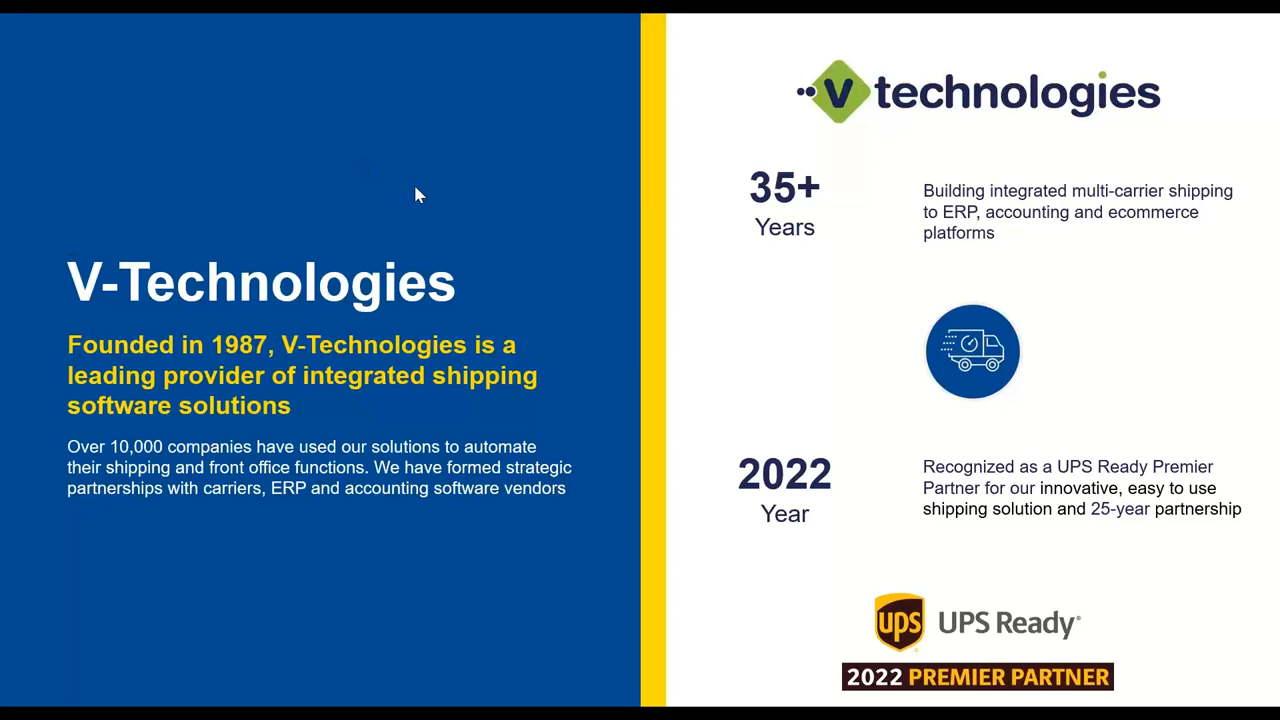 V-Technologies
Founded in 1987, V-Technologies is a
leading provider of integrated shipping
software solutions
Over 10,000 companies have used our solutions to automate
their shipping and front office functions. We have formed strategic
partnerships with carriers, ERP and accounting software vendors
V technologies
35+
Years
Building integrated multi-carrier shipping
to ERP, accounting and ecommerce
platforms
2022
Year
Recognized as a UPS Ready Premier
Partner for our innovative, easy to use
shipping solution and 25-year partnership
ups UPS Ready®
2022 PREMIER PARTNER